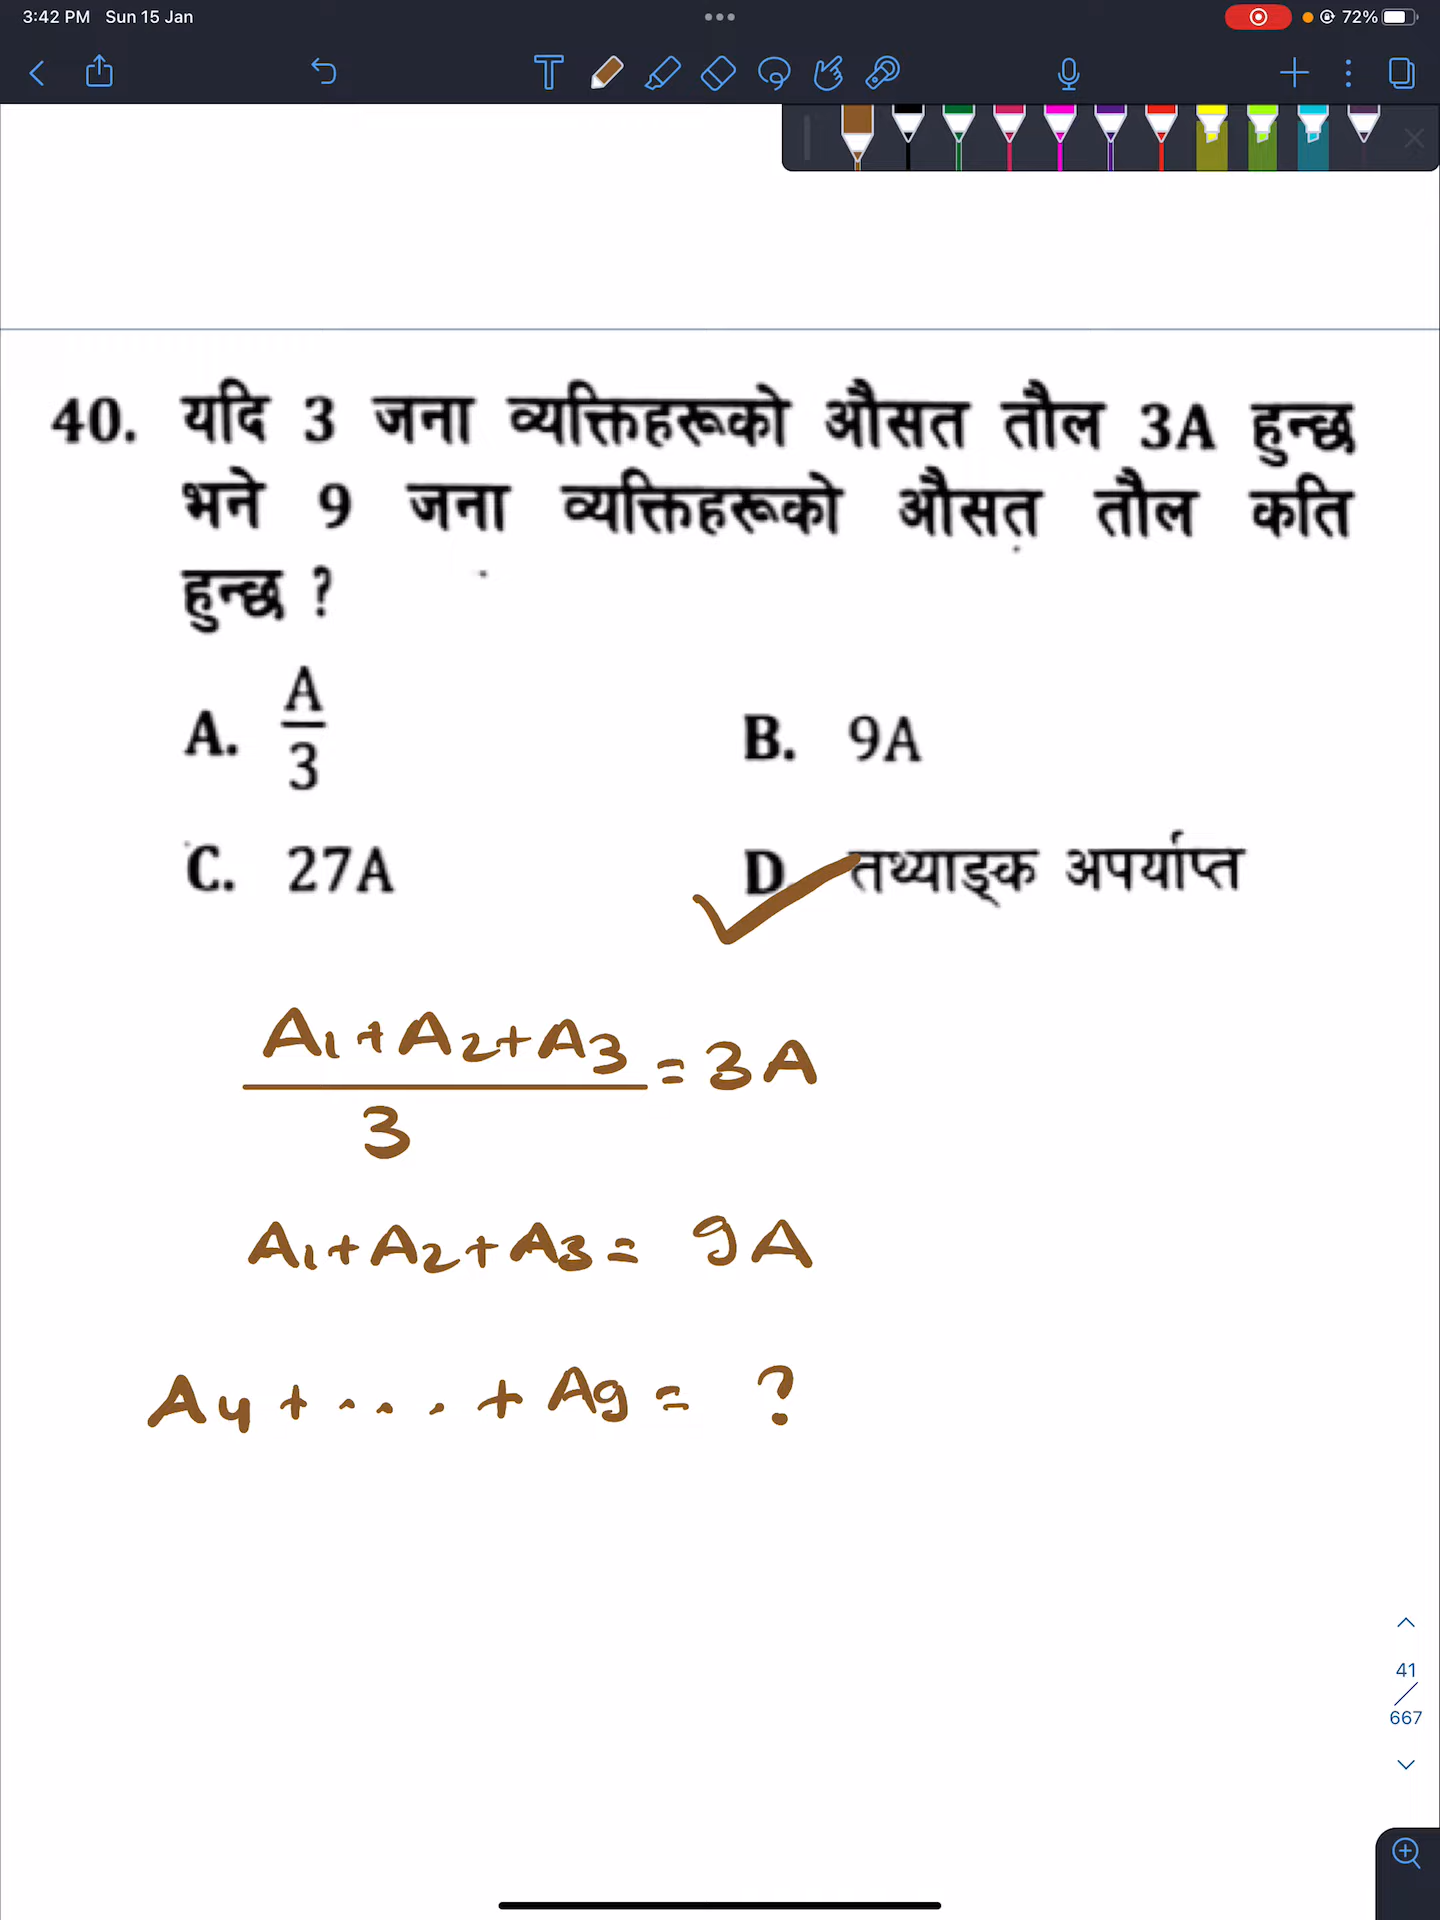 3:42 PM Sun 15 Jan
72%
40. यदि 3 जना व्यक्तिहरूको औसत तौल 3A हुन्छ
भने 9 जना व्यक्तिहरूको औसत तौल कति
हुन्छ ?
A. A/3 B. 9A
C. 27A D तथ्याङ्क अपर्याप्त
A₁+A₂+A₃
= 3A
3
A₁+A₂+A₃ = 9A
A₄+....+A₉ = ?
41
/
667